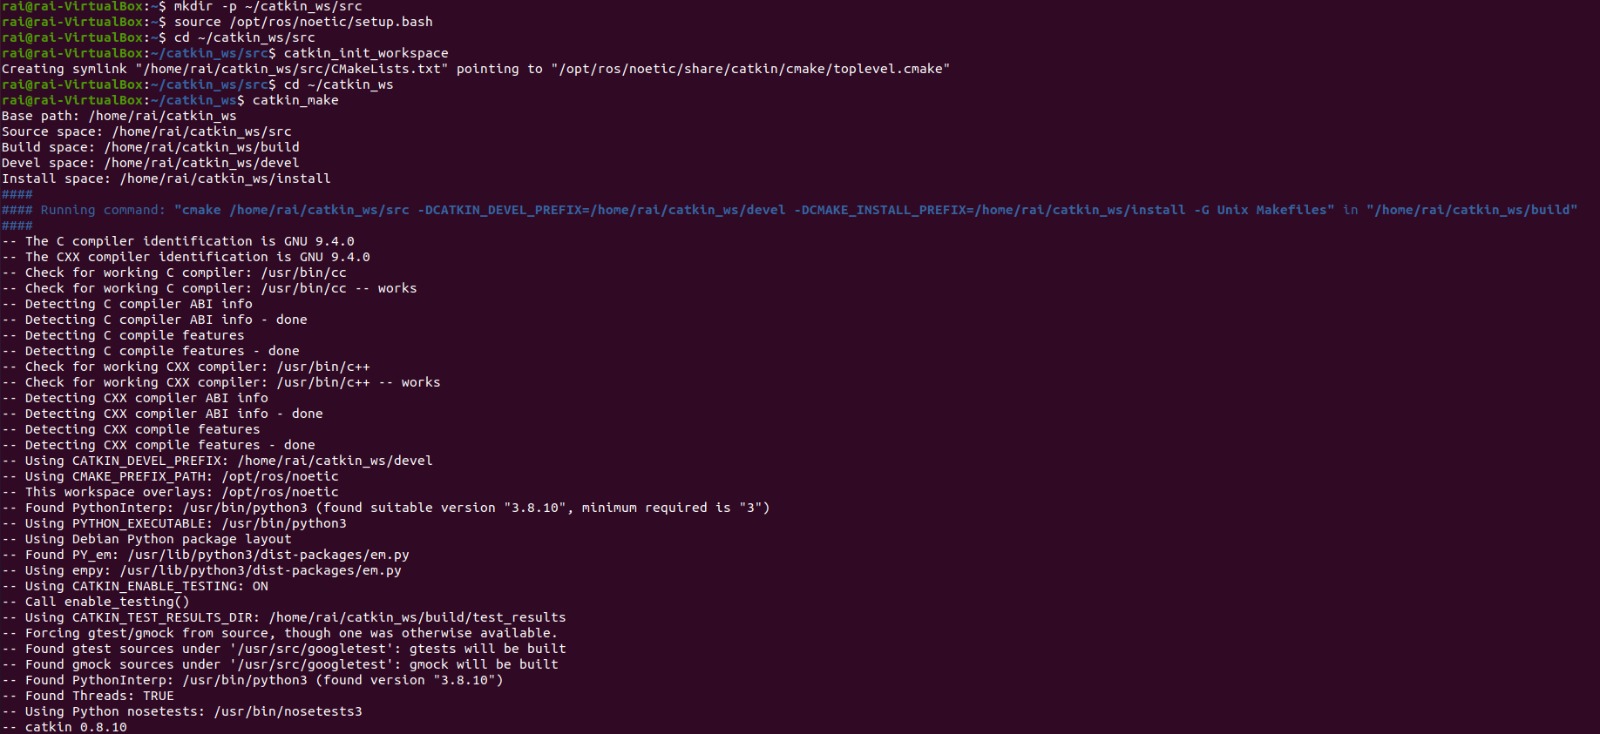 rai@rai-VirtualBox:~$ mkdir -p ~/catkin_ws/src
rai@rai-VirtualBox:~$ source /opt/ros/noetic/setup.bash
rai@rai-VirtualBox:~$ cd ~/catkin_ws/src
rai@rai-VirtualBox:~/catkin_ws/src$ catkin_init_workspace
Creating symlink "/home/rai/catkin_ws/src/CMakeLists.txt" pointing to "/opt/ros/noetic/share/catkin/cmake/toplevel.cmake"
rai@rai-VirtualBox:~/catkin_ws/src$ cd ~/catkin_ws
rai@rai-VirtualBox:~/catkin_ws$ catkin_make
Base path: /home/rai/catkin_ws
Source space: /home/rai/catkin_ws/src
Build space: /home/rai/catkin_ws/build
Devel space: /home/rai/catkin_ws/devel
Install space: /home/rai/catkin_ws/install
####
#### Running command: "cmake /home/rai/catkin_ws/src -DCATKIN_DEVEL_PREFIX=/home/rai/catkin_ws/devel -DCMAKE_INSTALL_PREFIX=/home/rai/catkin_ws/install -G Unix Makefiles" in "/home/rai/catkin_ws/build"
####
-- The C compiler identification is GNU 9.4.0
-- The CXX compiler identification is GNU 9.4.0
-- Check for working C compiler: /usr/bin/cc
-- Check for working C compiler: /usr/bin/cc -- works
-- Detecting C compiler ABI info
-- Detecting C compiler ABI info - done
-- Detecting C compile features
-- Detecting C compile features - done
-- Check for working CXX compiler: /usr/bin/c++
-- Check for working CXX compiler: /usr/bin/c++ -- works
-- Detecting CXX compiler ABI info
-- Detecting CXX compiler ABI info - done
-- Detecting CXX compile features
-- Detecting CXX compile features - done
-- Using CATKIN_DEVEL_PREFIX: /home/rai/catkin_ws/devel
-- Using CMAKE_PREFIX_PATH: /opt/ros/noetic
-- This workspace overlays: /opt/ros/noetic
-- Found PythonInterp: /usr/bin/python3 (found suitable version "3.8.10", minimum required is "3")
-- Using PYTHON_EXECUTABLE: /usr/bin/python3
-- Using Debian Python package layout
-- Found PY_em: /usr/lib/python3/dist-packages/em.py
-- Using empy: /usr/lib/python3/dist-packages/em.py
-- Using CATKIN_ENABLE_TESTING: ON
-- Call enable_testing()
-- Using CATKIN_TEST_RESULTS_DIR: /home/rai/catkin_ws/build/test_results
-- Forcing gtest/gmock from source, though one was otherwise available.
-- Found gtest sources under '/usr/src/googletest': gtests will be built
-- Found gmock sources under '/usr/src/googletest': gmock will be built
-- Found PythonInterp: /usr/bin/python3 (found version "3.8.10")
-- Found Threads: TRUE
-- Using Python nosetests: /usr/bin/nosetests3
-- catkin 0.8.10